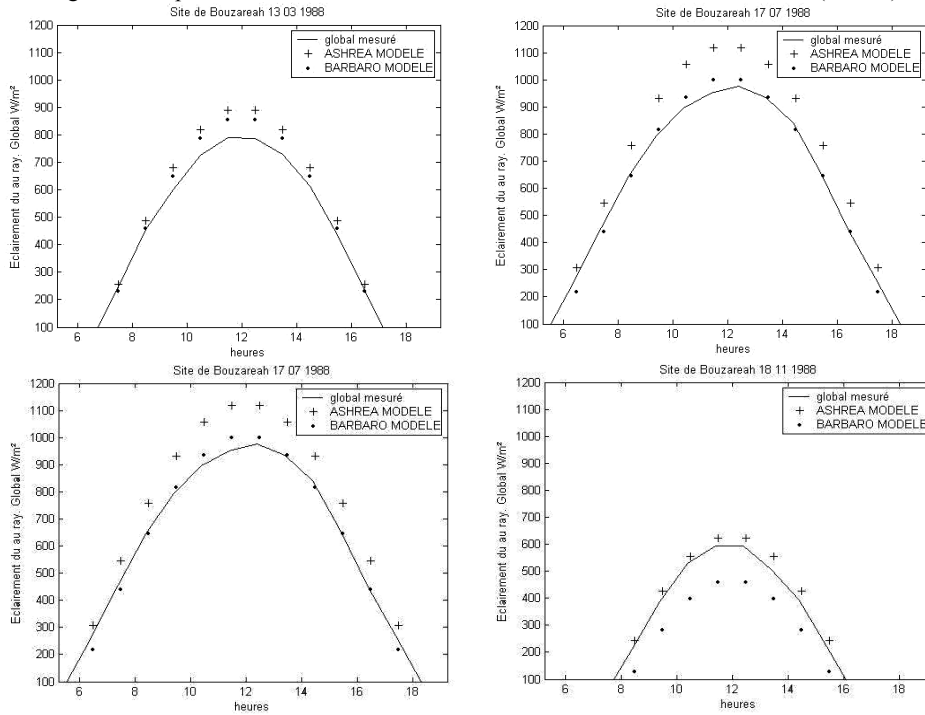 Site de Bouzareah 13 03 1988
Eclairement du au ray. Global W/m²
1200
1100
1000
900
800
700
600
500
400
300
200
100
global mesuré
ASHREA MODELE
BARBARO MODELE
6 8 10 12 14 16 18
heures
Site de Bouzareah 17 07 1988
Eclairement du au ray. Global W/m²
1200
1100
1000
900
800
700
600
500
400
300
200
100
global mesuré
ASHREA MODELE
BARBARO MODELE
6 8 10 12 14 16 18
heures
Site de Bouzareah 17 07 1988
Eclairement du au ray. Global W/m²
1200
1100
1000
900
800
700
600
500
400
300
200
100
global mesuré
ASHREA MODELE
BARBARO MODELE
6 8 10 12 14 16 18
heures
Site de Bouzareah 18 11 1988
Eclairement du au ray. Global W/m²
1200
1100
1000
900
800
700
600
500
400
300
200
100
global mesuré
ASHREA MODELE
BARBARO MODELE
6 8 10 12 14 16 18
heures